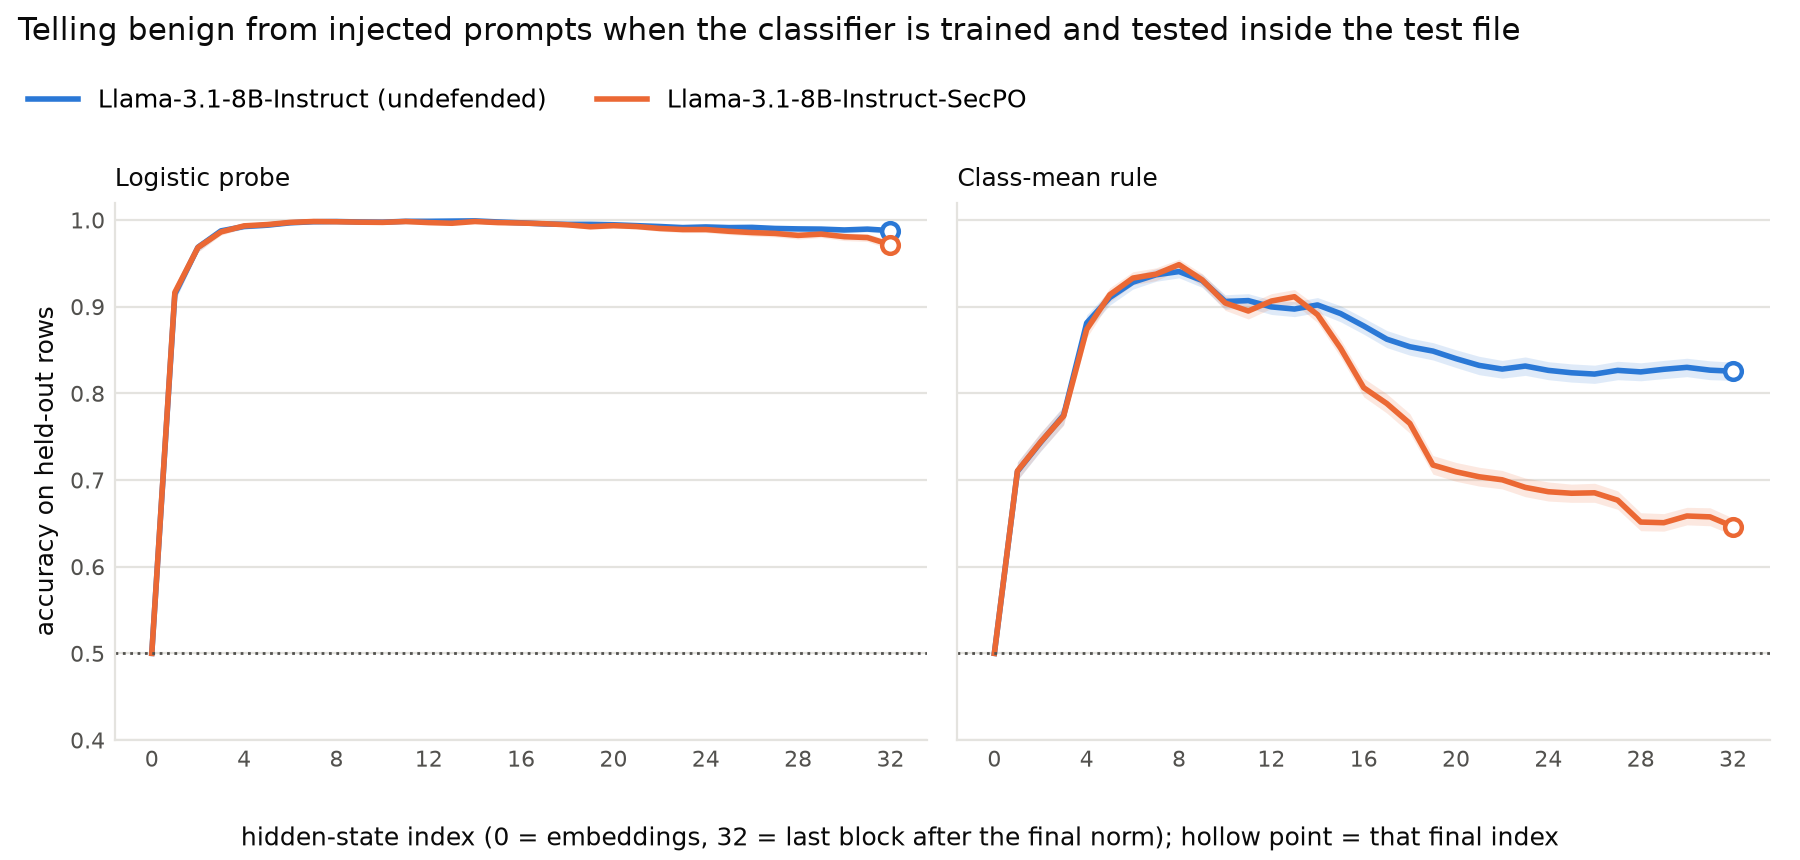 Telling benign from injected prompts when the classifier is trained and tested inside the test file
Llama-3.1-8B-Instruct (undefended)
Llama-3.1-8B-Instruct-SecPO
Logistic probe
Class-mean rule
accuracy on held-out rows
1.0
0.9
0.8
0.7
0.6
0.5
0.4
0 4 8 12 16 20 24 28 32
0 4 8 12 16 20 24 28 32
hidden-state index (0 = embeddings, 32 = last block after the final norm); hollow point = that final index